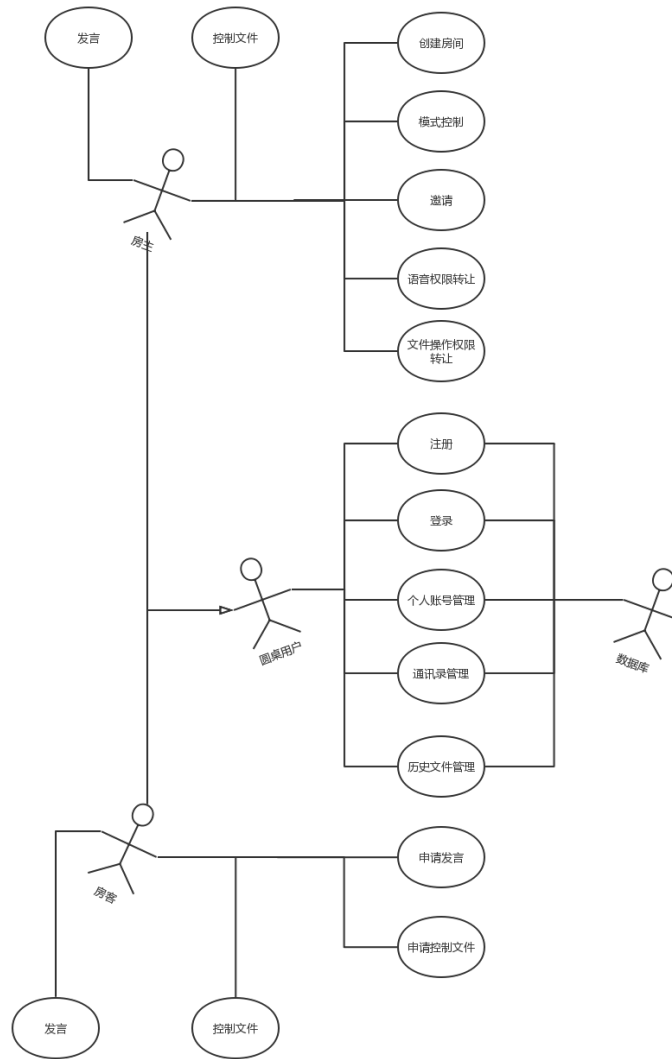 发言
控制文件
创建房间
模式控制
邀请
房主
语音权限转让
文件操作权限
转让
注册
登录
个人账号管理
圆桌用户
数据库
通讯录管理
历史文件管理
申请发言
房客
申请控制文件
发言
控制文件